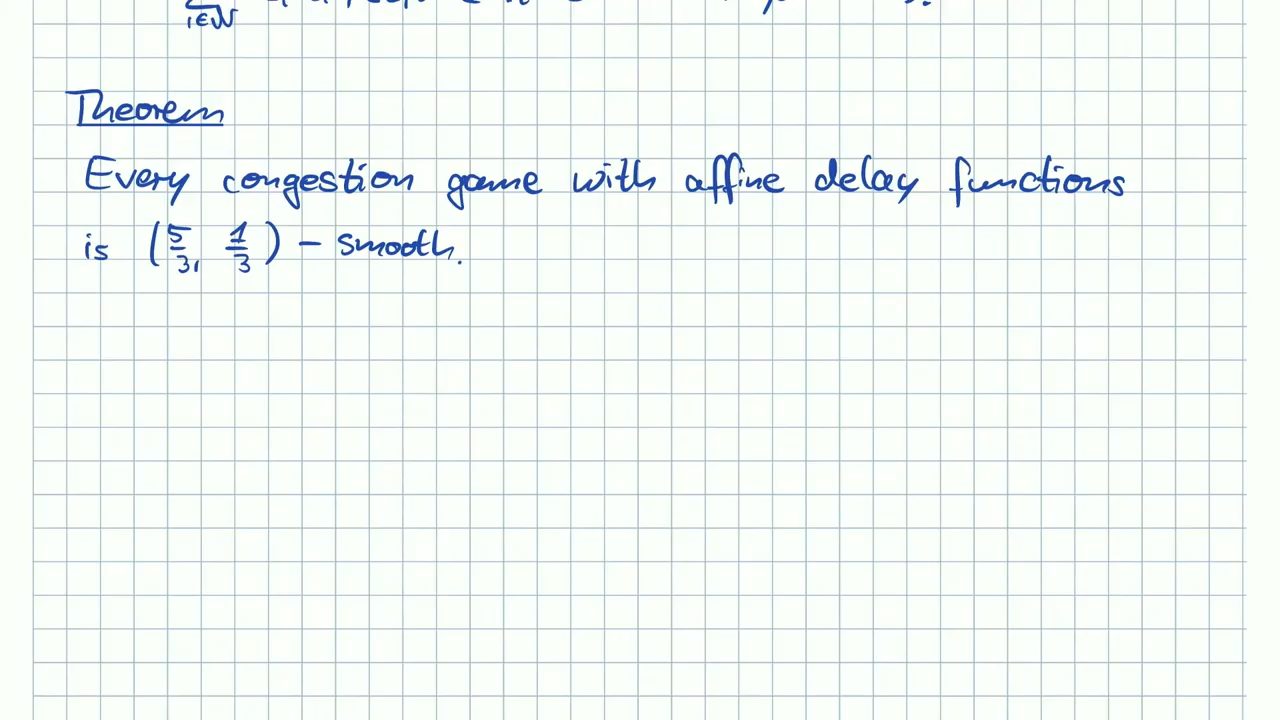 i∈N
Theorem
Every congestion game with affine delay functions
is (5/3, 1/3) - smooth.